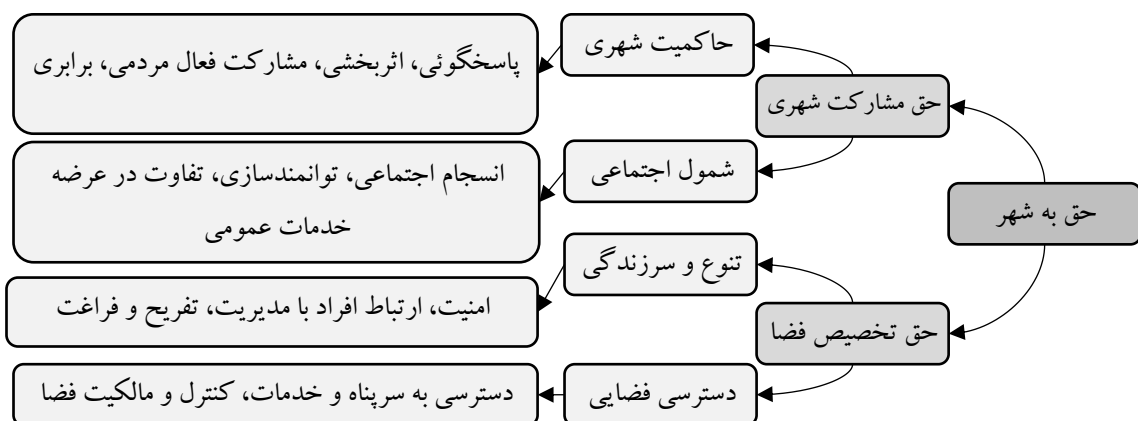 حق به شهر
حق مشارکت شهری
حاکمیت شهری
پاسخگوئی، اثربخشی، مشارکت فعال مردمی، برابری
شمول اجتماعی
انسجام اجتماعی، توانمندسازی، تفاوت در عرضه
خدمات عمومی
حق تخصیص فضا
تنوع و سرزندگی
امنیت، ارتباط افراد با مدیریت، تفریح و فراغت
دسترسی فضایی
دسترسی به سرپناه و خدمات، کنترل و مالکیت فضا